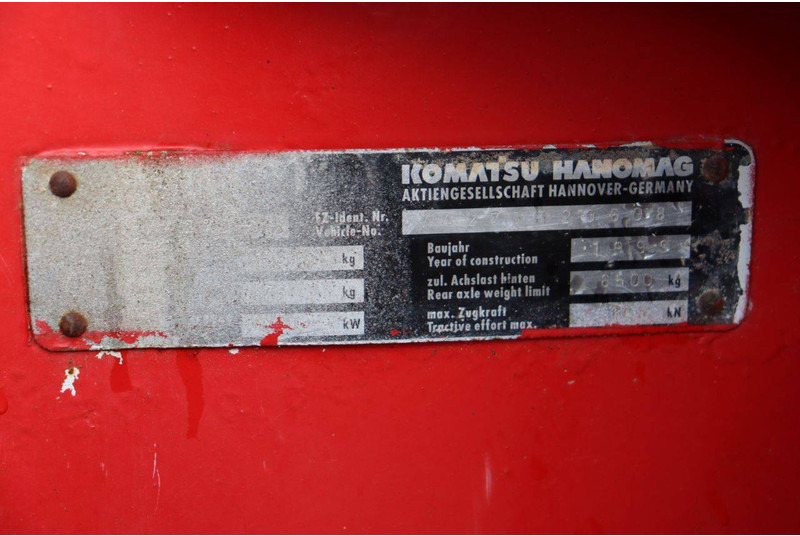 KOMATSU HANOMAG
AKTIENGESELLSCHAFT HANNOVER-GERMANY
FZ-Ident. Nr.
Vehicle-No.
kg
Baujahr
Year of construction
kg
zul. Achslast hinten
Rear axle weight limit
6500 kg
kW
max. Zugkraft
Tractive effort max.
kN